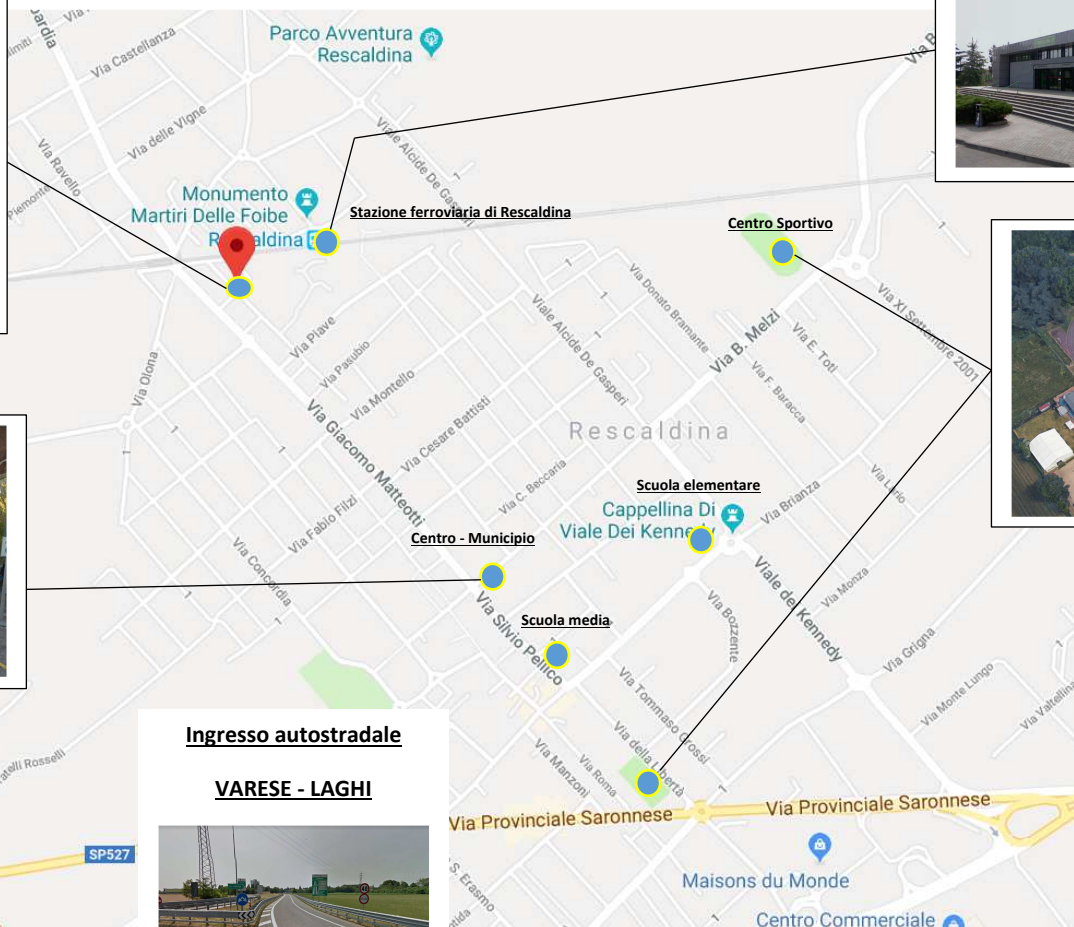 Parco Avventura
Rescaldina
Via Castellanza
Via delle Vigne
Via Ravello
Piemonte
Viale Alcide De Gasperi
Monumento
Martiri Delle Foibe
Stazione ferroviaria di Rescaldina
Centro Sportivo
Via Donato Bramante
Via XI Settembre 2001
Via B. Melzi
Via E. Toti
Via F. Baracca
Viale Alcide De Gasperi
Via Piave
Via Pasubio
Via Olona
Via Montello
Via Giacomo Matteotti
Via Cesare Battisti
Rescaldina
Via C. Beccaria
Via Lario
Scuola elementare
Via Brianza
Cappellina Di
Viale Dei Kennedy
Via Fabio Filzi
Centro - Municipio
Via Concordia
Viale dei Kennedy
Via Monza
Via Bozzente
Via Silvio Pellico
Scuola media
Via Grigna
Via Monte Lungo
Via Valtellina
Via Tommaso Grossi
Via della Libertà
Via Manzoni
Via Roma
Rosselli
Ingresso autostradale
VARESE - LAGHI
Via Provinciale Saronnese
Via Provinciale Saronnese
SP527
S. Erasmo
Maisons du Monde
Centro Commerciale